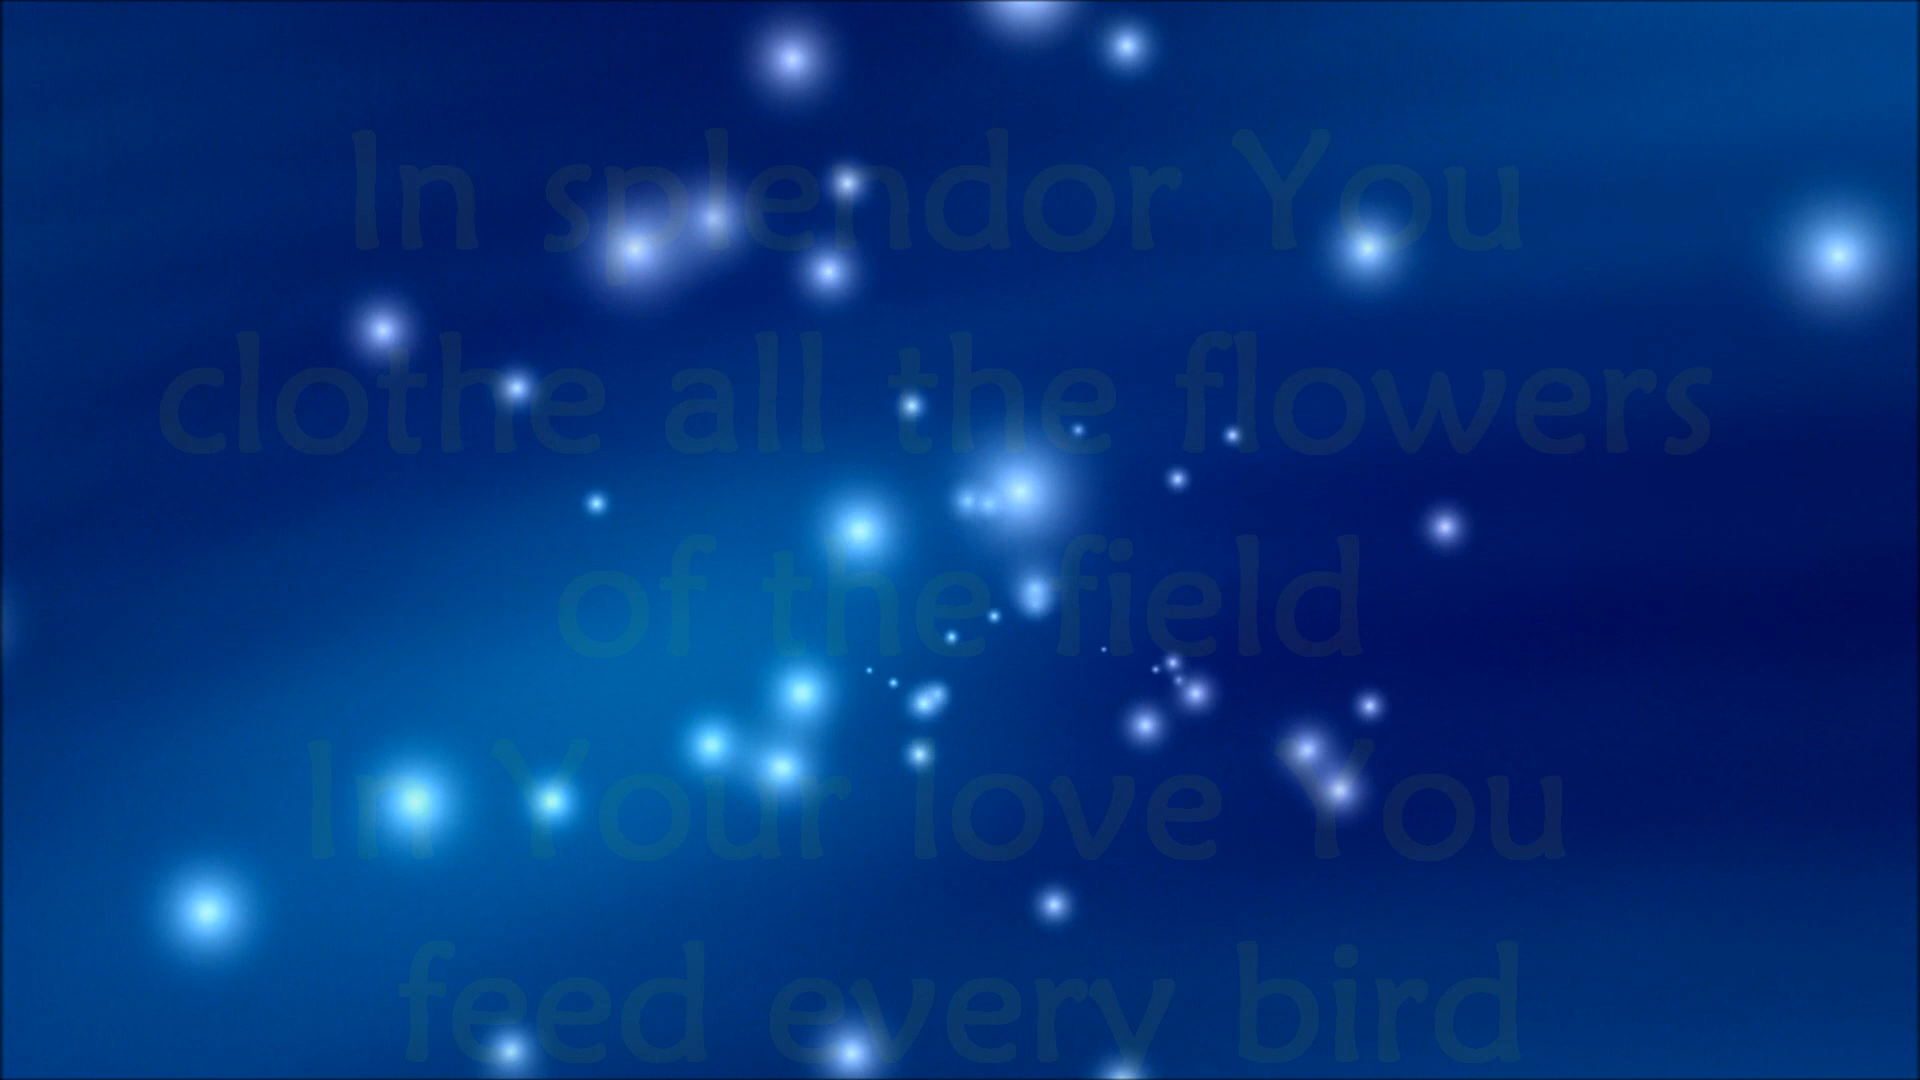 In splendor You
clothe all the flowers
of the field
In Your love You
feed every bird